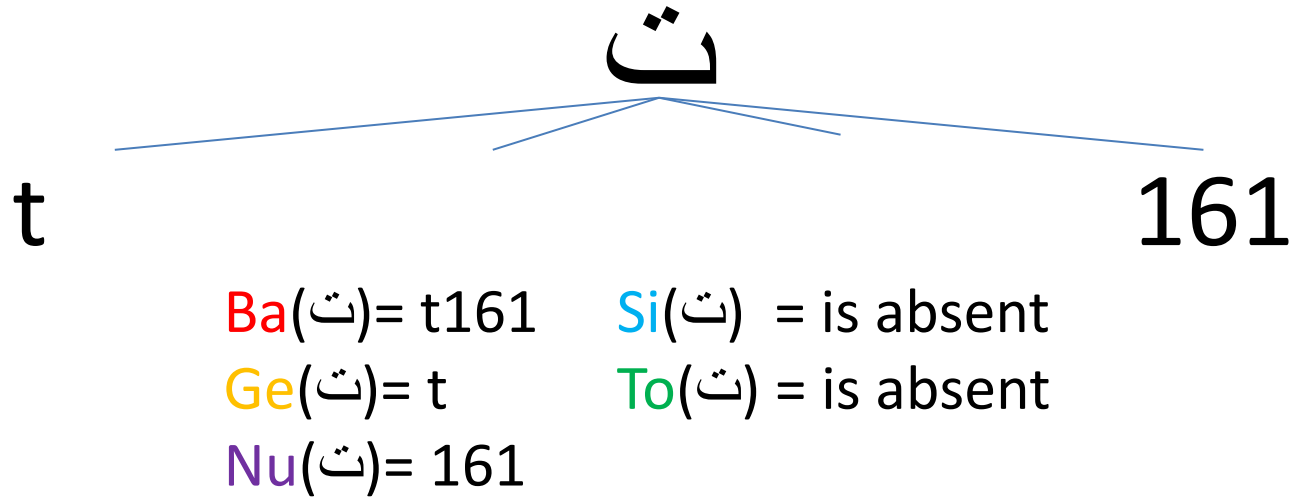 ت
t 161
Ba(ت)= t161 Si(ت) = is absent
Ge(ت)= t To(ت) = is absent
Nu(ت)= 161